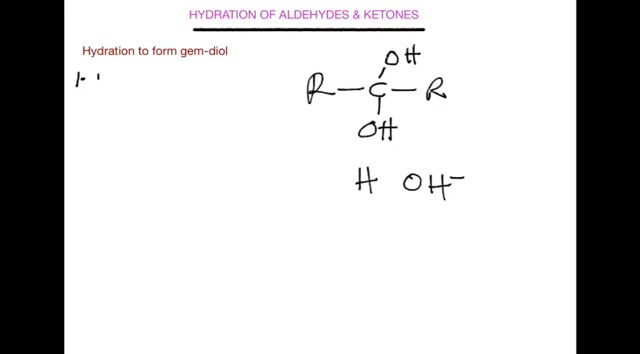 HYDRATION OF ALDEHYDES & KETONES
Hydration to form gem-diol
OH
R — C — R
OH
H OH-